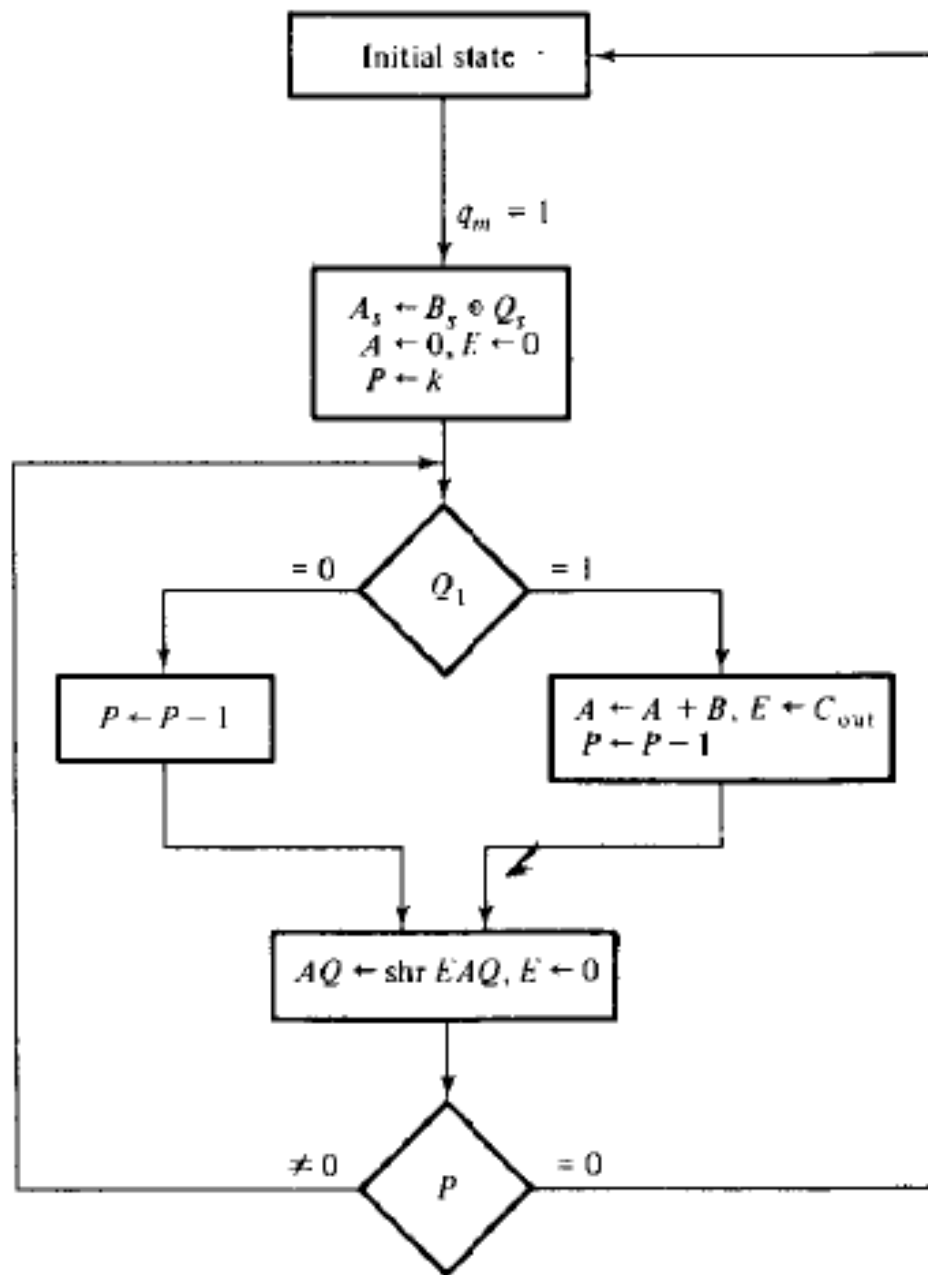 Initial state
q_m = 1
A_s ← B_s ⊕ Q_s
A ← 0, E ← 0
P ← k
= 0
Q_1
= 1
P ← P − 1
A ← A + B, E ← C_out
P ← P − 1
AQ ← shr EAQ, E ← 0
≠ 0
P
= 0